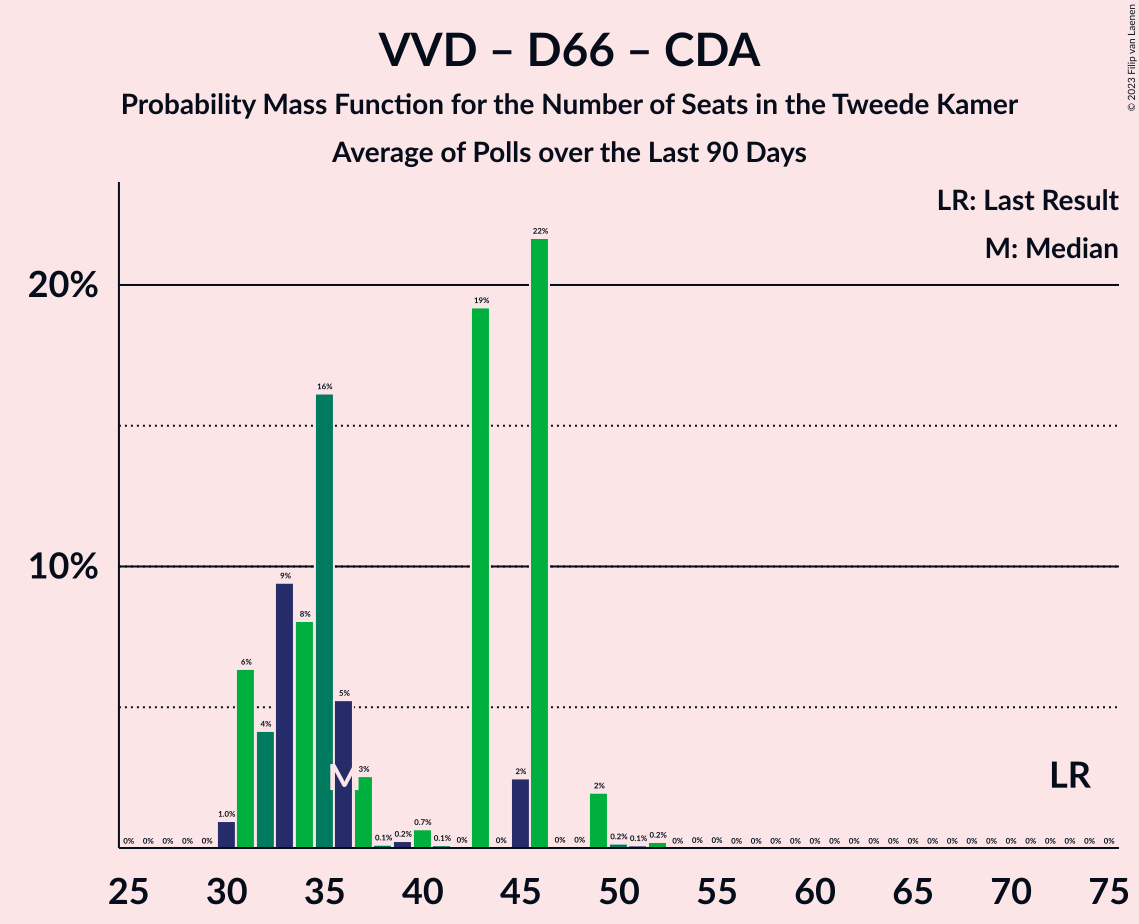 VVD – D66 – CDA
Probability Mass Function for the Number of Seats in the Tweede Kamer
Average of Polls over the Last 90 Days
© 2023 Filip van Laenen
LR: Last Result
M: Median
20%
10%
0% 0% 0% 0% 0% 1.0% 6% 4% 9% 8% 16% 5% 3% 0.1% 0.2% 0.7% 0.1% 0% 19% 0% 2% 22% 0% 0% 2% 0.2% 0.1% 0.2% 0% 0% 0% 0% 0% 0% 0% 0% 0% 0% 0% 0% 0% 0% 0% 0% 0% 0% 0% 0% 0% 0% 0%
M
LR
25 30 35 40 45 50 55 60 65 70 75